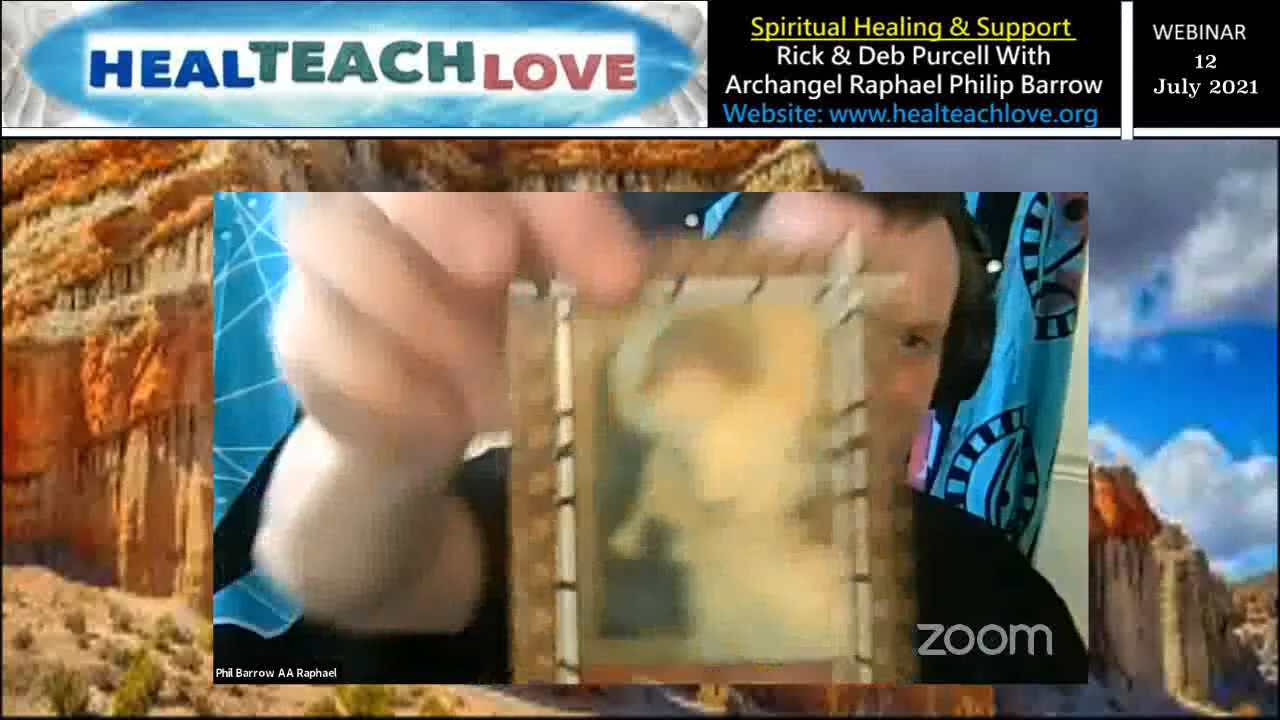 HEALTEACHLOVE
Spiritual Healing & Support
Rick & Deb Purcell With
Archangel Raphael Philip Barrow
Website: www.healteachlove.org
WEBINAR
12
July 2021
Phil Barrow AA Raphael
zoom